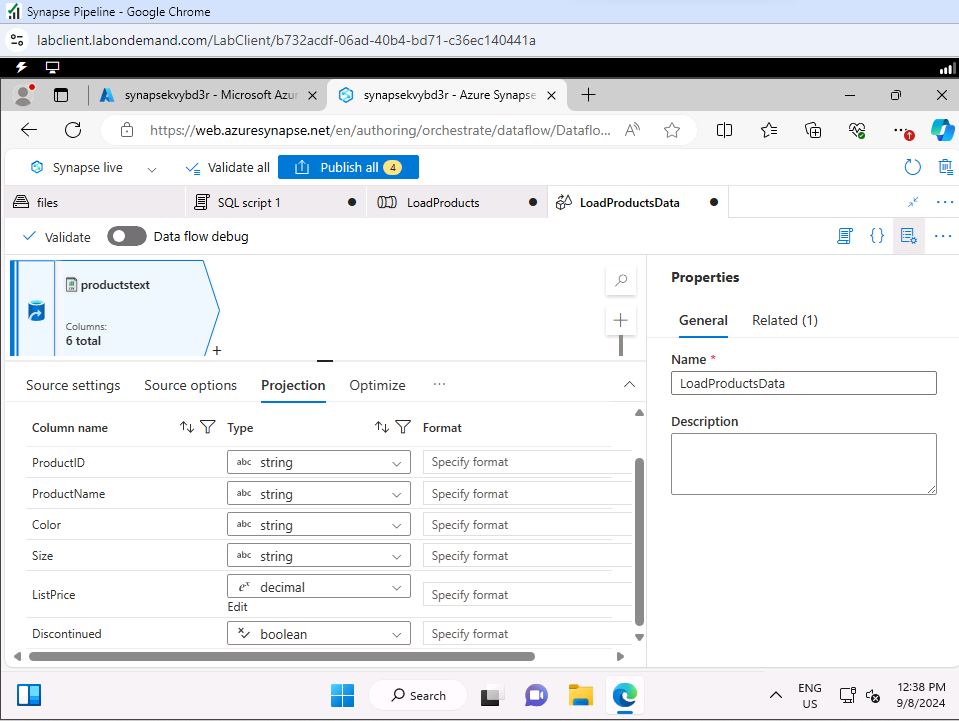 Synapse Pipeline - Google Chrome
labclient.labondemand.com/LabClient/b732acdf-06ad-40b4-bd71-c36ec140441a
synapsekvybd3r - Microsoft Azur
synapsekvybd3r - Azure Synapse
https://web.azuresynapse.net/en/authoring/orchestrate/dataflow/Dataflo...
Synapse live
Validate all
Publish all 4
files
SQL script 1
LoadProducts
LoadProductsData
Validate
Data flow debug
productstext
Columns:
6 total
Source settings
Source options
Projection
Optimize
Column name
Type
Format
ProductID
abc string
Specify format
ProductName
abc string
Specify format
Color
abc string
Specify format
Size
abc string
Specify format
ListPrice
eˣ decimal
Edit
Specify format
Discontinued
boolean
Specify format
Properties
General
Related (1)
Name *
LoadProductsData
Description
Search
ENG
US
12:38 PM
9/8/2024